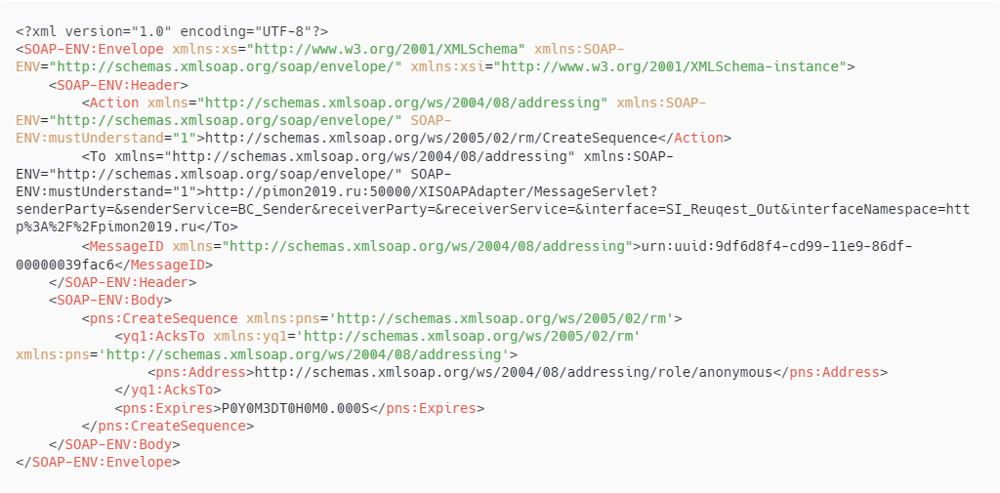 <?xml version="1.0" encoding="UTF-8"?>
<SOAP-ENV:Envelope xmlns:xs="http://www.w3.org/2001/XMLSchema" xmlns:SOAP-
ENV="http://schemas.xmlsoap.org/soap/envelope/" xmlns:xsi="http://www.w3.org/2001/XMLSchema-instance">
    <SOAP-ENV:Header>
        <Action xmlns="http://schemas.xmlsoap.org/ws/2004/08/addressing" xmlns:SOAP-
ENV="http://schemas.xmlsoap.org/soap/envelope/" SOAP-
ENV:mustUnderstand="1">http://schemas.xmlsoap.org/ws/2005/02/rm/CreateSequence</Action>
        <To xmlns="http://schemas.xmlsoap.org/ws/2004/08/addressing" xmlns:SOAP-
ENV="http://schemas.xmlsoap.org/soap/envelope/" SOAP-
ENV:mustUnderstand="1">http://pimon2019.ru:50000/XISOAPAdapter/MessageServlet?
senderParty=&senderService=BC_Sender&receiverParty=&receiverService=&interface=SI_Reuqest_Out&interfaceNamespace=htt
p%3A%2F%2Fpimon2019.ru</To>
        <MessageID xmlns="http://schemas.xmlsoap.org/ws/2004/08/addressing">urn:uuid:9df6d8f4-cd99-11e9-86df-
00000039fac6</MessageID>
    </SOAP-ENV:Header>
    <SOAP-ENV:Body>
        <pns:CreateSequence xmlns:pns='http://schemas.xmlsoap.org/ws/2005/02/rm'>
            <yq1:AcksTo xmlns:yq1='http://schemas.xmlsoap.org/ws/2005/02/rm'
xmlns:pns='http://schemas.xmlsoap.org/ws/2004/08/addressing'>
                <pns:Address>http://schemas.xmlsoap.org/ws/2004/08/addressing/role/anonymous</pns:Address>
            </yq1:AcksTo>
            <pns:Expires>P0Y0M3DT0H0M0.000S</pns:Expires>
        </pns:CreateSequence>
    </SOAP-ENV:Body>
</SOAP-ENV:Envelope>